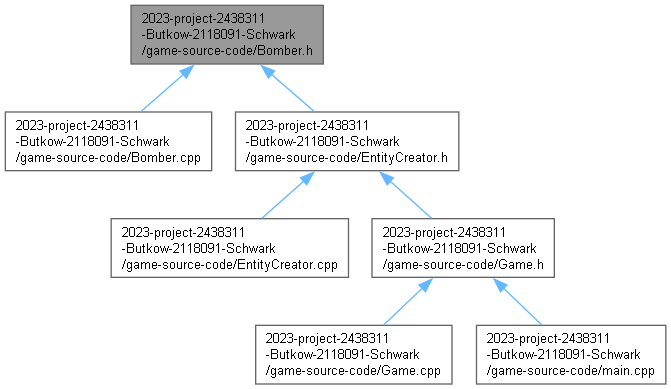 2023-project-2438311
-Butkow-2118091-Schwark
/game-source-code/Bomber.h
2023-project-2438311
-Butkow-2118091-Schwark
/game-source-code/Bomber.cpp
2023-project-2438311
-Butkow-2118091-Schwark
/game-source-code/EntityCreator.h
2023-project-2438311
-Butkow-2118091-Schwark
/game-source-code/EntityCreator.cpp
2023-project-2438311
-Butkow-2118091-Schwark
/game-source-code/Game.h
2023-project-2438311
-Butkow-2118091-Schwark
/game-source-code/Game.cpp
2023-project-2438311
-Butkow-2118091-Schwark
/game-source-code/main.cpp